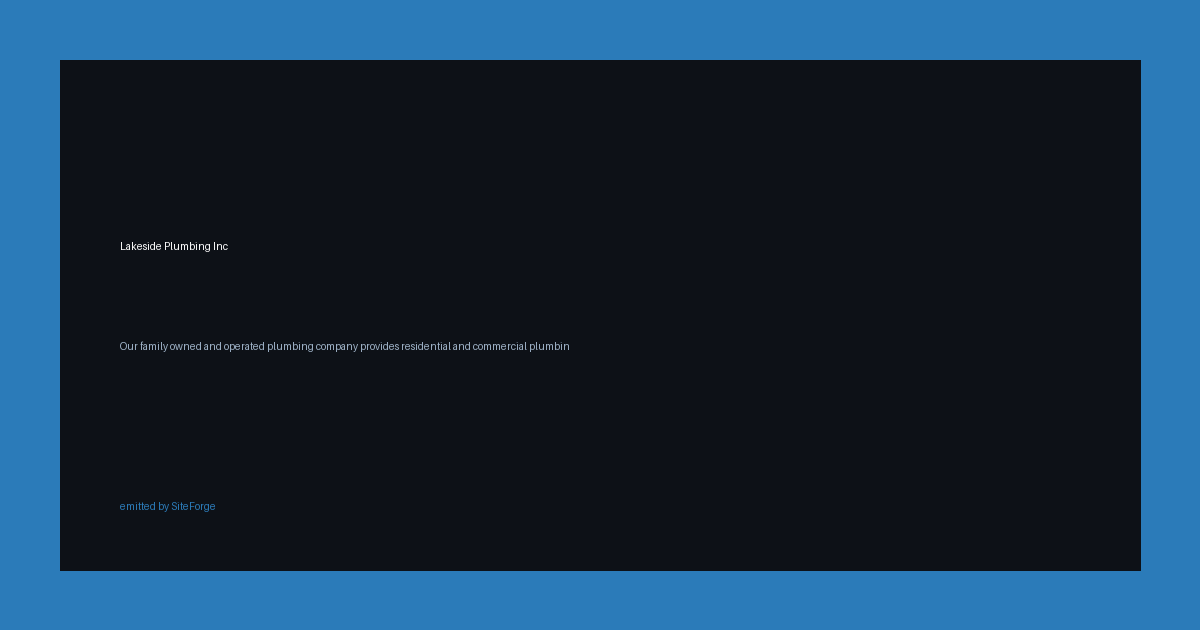 Lakeside Plumbing Inc
Our family owned and operated plumbing company provides residential and commercial plumbin
emitted by SiteForge